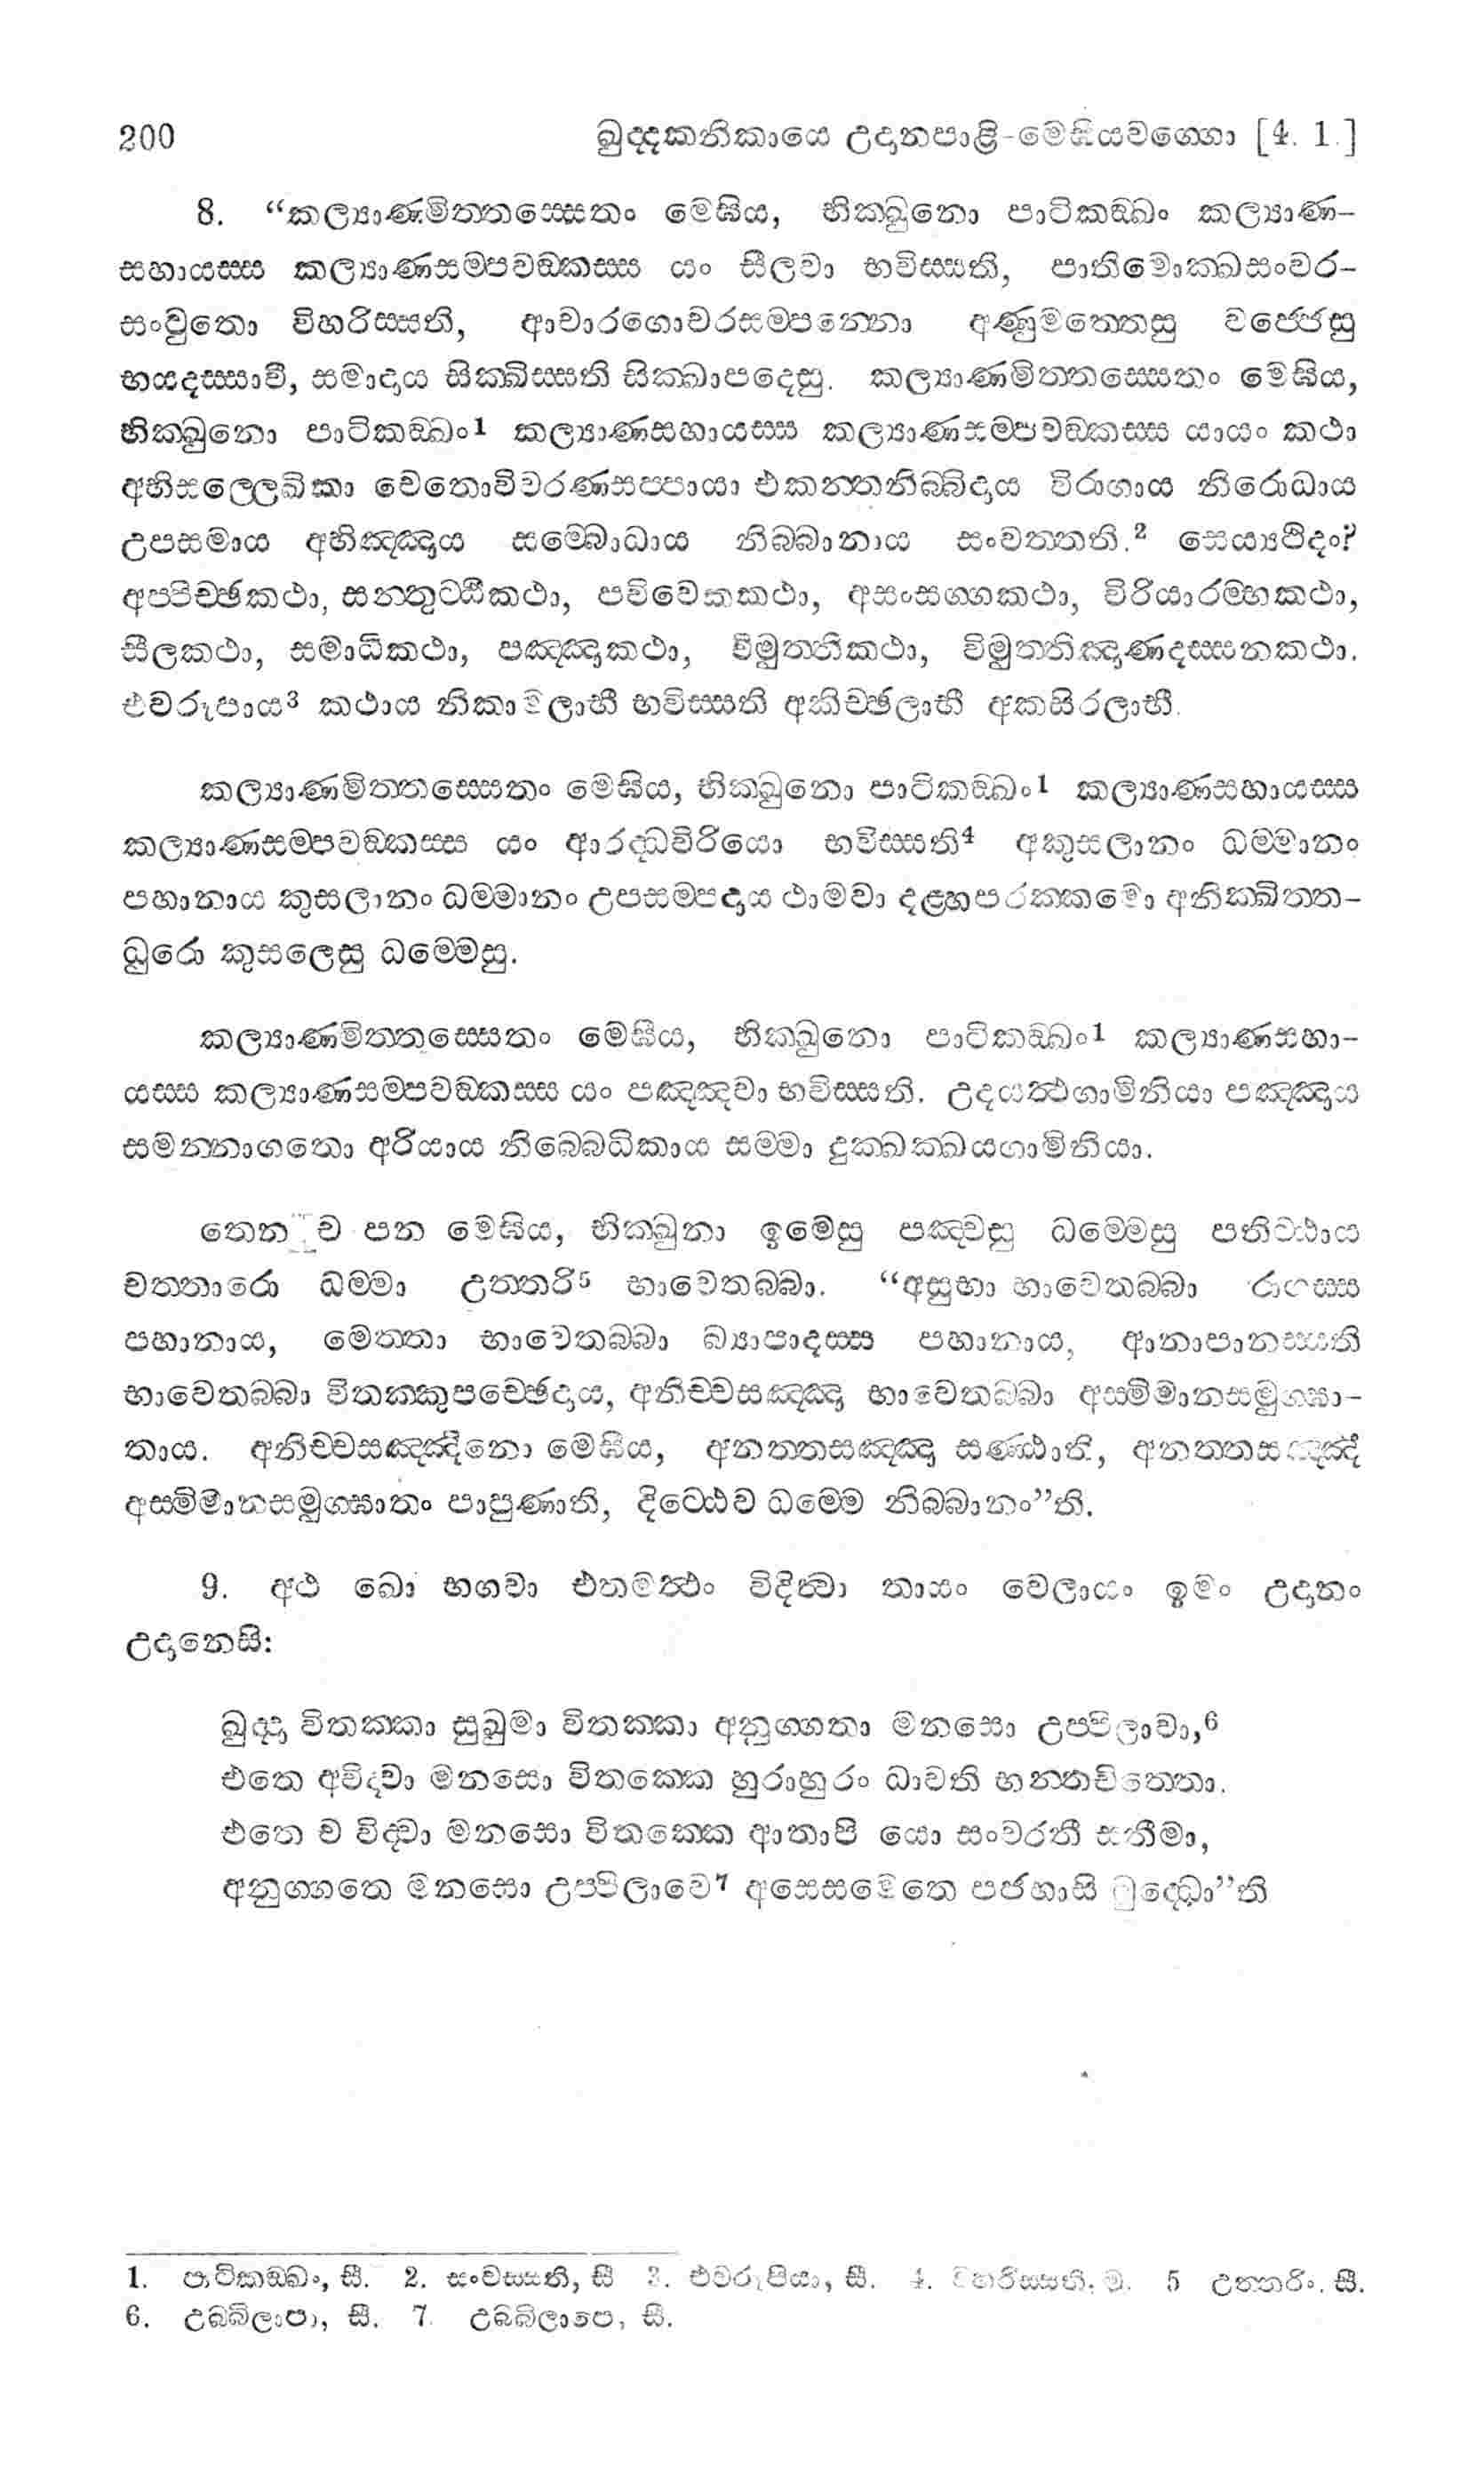 200 ඛුද්දකනිකායෙ උදානපාළි-මෙඝියවග්ගො [4. 1.]
8. “කල්‍යාණමිත්තස්සෙතං මෙඝිය, භික්ඛුනො පාටිකඞ්ඛං කල්‍යාණ-
සහායස්ස කල්‍යාණසම්පවඞ්කස්ස යං සීලවා භවිස්සති, පාතිමොක්ඛසංවර-
සංවුතො විහරිස්සති, ආචාරගොචරසම්පන්නො අණුමත්තෙසු වජ්ජෙසු
භයදස්සාවී, සමාදාය සික්ඛිස්සති සික්ඛාපදෙසු. කල්‍යාණමිත්තස්සෙතං මෙඝිය,
භික්ඛුනො පාටිකඞ්ඛං1 කල්‍යාණසහායස්ස කල්‍යාණසම්පවඞ්කස්ස යායං කථා
අභිසල්ලෙඛිකා චෙතොවිවරණසප්පායා එකන්තනිබ්බිදාය විරාගාය නිරොධාය
උපසමාය අභිඤ්ඤාය සම්බොධාය නිබ්බානාය සංවත්තති.2 සෙය්‍යථිදං?
අප්පිච්ඡකථා, සන්තුට්ඨිකථා, පවිවෙකකථා, අසංසග්ගකථා, විරියාරම්භකථා,
සීලකථා, සමාධිකථා, පඤ්ඤාකථා, විමුත්තිකථා, විමුත්තිඤාණදස්සනකථා.
එවරූපාය3 කථාය නිකාමලාභී භවිස්සති අකිච්ඡලාභී අකසිරලාභී.
කල්‍යාණමිත්තස්සෙතං මෙඝිය, භික්ඛුනො පාටිකඞ්ඛං1 කල්‍යාණසහායස්ස
කල්‍යාණසම්පවඞ්කස්ස යං ආරද්ධවිරියො භවිස්සති4 අකුසලානං ධම්මානං
පහානාය කුසලානං ධම්මානං උපසම්පදාය ථාමවා දළ්හපරක්කමො අනික්ඛිත්ත-
ධුරො කුසලෙසු ධම්මෙසු.
කල්‍යාණමිත්තස්සෙතං මෙඝිය, භික්ඛුනො පාටිකඞ්ඛං1 කල්‍යාණසහා-
යස්ස කල්‍යාණසම්පවඞ්කස්ස යං පඤ්ඤවා භවිස්සති. උදයත්ථගාමිනියා පඤ්ඤාය
සමන්නාගතො අරියාය නිබ්බෙධිකාය සම්මා දුක්ඛක්ඛයගාමිනියා.
තෙන ච පන මෙඝිය, භික්ඛුනා ඉමෙසු පඤ්චසු ධම්මෙසු පතිට්ඨාය
චත්තාරො ධම්මා උත්තරි5 භාවෙතබ්බා. “අසුභා භාවෙතබ්බා රාගස්ස
පහානාය, මෙත්තා භාවෙතබ්බා බ්‍යාපාදස්ස පහානාය, ආනාපානස්සති
භාවෙතබ්බා විතක්කුපච්ඡෙදාය, අනිච්චසඤ්ඤා භාවෙතබ්බා අස්මිමානසමුග්ඝා-
තාය. අනිච්චසඤ්ඤිනො මෙඝිය, අනත්තසඤ්ඤා සණ්ඨාති, අනත්තසඤ්ඤී
අස්මිමානසමුග්ඝාතං පාපුණාති, දිට්ඨෙව ධම්මෙ නිබ්බානං”ති.
9. අථ ඛො භගවා එතමත්ථං විදිත්වා තායං වෙලායං ඉමං උදානං
උදානෙසි:
ඛුද්දා විතක්කා සුඛුමා විතක්කා අනුග්ගතා මනසො උප්පිලාවා,6
එතෙ අවිද්වා මනසො විතක්කෙ හුරාහුරං ධාවති භන්තචිත්තො.
එතෙ ච විද්වා මනසො විතක්කෙ ආතාපි යො සංවරතී සතීමා,
අනුග්ගතෙ මනසො උප්පිලාවෙ7 අසෙසමෙතෙ පජහාසි බුද්ධො”ති
1. පාටිකඞ්ඛං, සී. 2. සංවස්සති, සී 3. එවරූපියා, සී. 4. විහරිස්සති, ම. 5 උත්තරිං, සී.
6. උබ්බිලාපා, සී. 7. උබ්බිලාපෙ, සී.